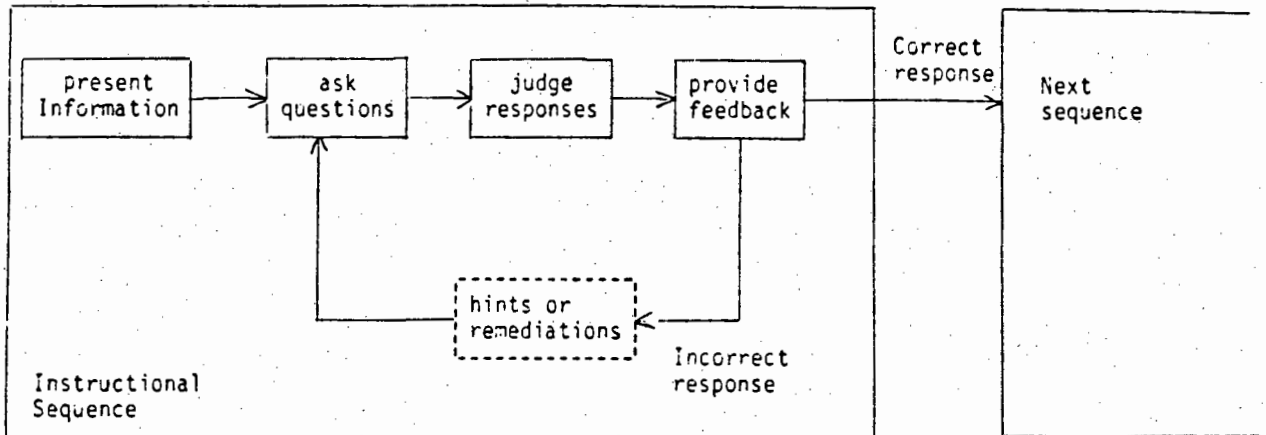 present
Information
ask
questions
judge
responses
provide
feedback
Correct
response
Next
sequence
hints or
remediations
Incorrect
response
Instructional
Sequence